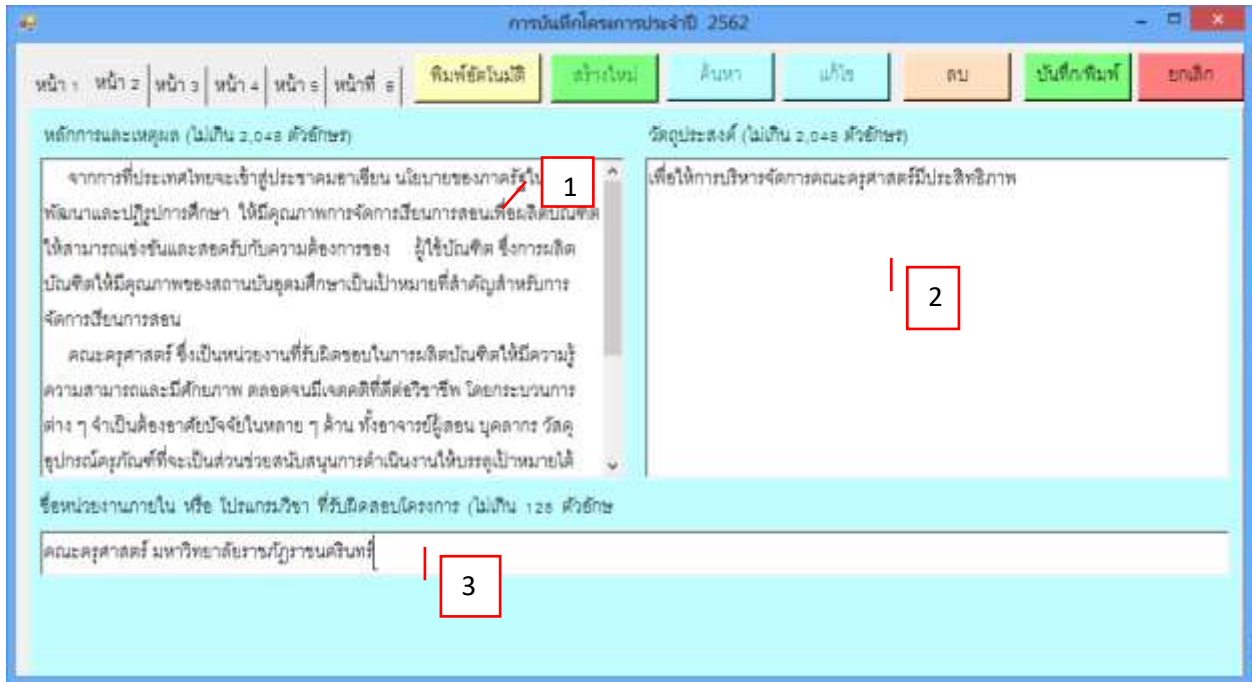 การบันทึกโครงการประจำปี 2562
หน้า 1 หน้า 2 หน้า 3 หน้า 4 หน้า 5 หน้าที่ 6 พิมพ์อัตโนมัติ สร้างใหม่ ค้นหา แก้ไข ลบ บันทึก/พิมพ์ ยกเลิก
หลักการและเหตุผล (ไม่เกิน 2,048 ตัวอักษร)
จากการที่ประเทศไทยจะเข้าสู่ประชาคมอาเซียน นโยบายของภาครัฐใน
พัฒนาและปฏิรูปการศึกษา ให้มีคุณภาพการจัดการเรียนการสอนเพื่อผลิตบัณฑิต
ให้สามารถแข่งขันและสอดรับกับความต้องการของ ผู้ใช้บัณฑิต ซึ่งการผลิต
บัณฑิตให้มีคุณภาพของสถานบันอุดมศึกษาเป็นเป้าหมายที่สำคัญสำหรับการ
จัดการเรียนการสอน
คณะครุศาสตร์ ซึ่งเป็นหน่วยงานที่รับผิดชอบในการผลิตบัณฑิตให้มีความรู้
ความสามารถและมีศักยภาพ ตลอดจนมีเจตคติที่ดีต่อวิชาชีพ โดยกระบวนการ
ต่าง ๆ จำเป็นต้องอาศัยปัจจัยในหลาย ๆ ด้าน ทั้งอาจารย์ผู้สอน บุคลากร วัสดุ
อุปกรณ์ครุภัณฑ์ที่จะเป็นส่วนช่วยสนับสนุนการดำเนินงานให้บรรลุเป้าหมายได้
1
วัตถุประสงค์ (ไม่เกิน 2,048 ตัวอักษร)
เพื่อให้การบริหารจัดการคณะครุศาสตร์มีประสิทธิภาพ
2
ชื่อหน่วยงานภายใน หรือ โปรแกรมวิชา ที่รับผิดสอบโครงการ (ไม่เกิน 128 ตัวอักษ
คณะครุศาสตร์ มหาวิทยาลัยราชภัฏราชนครินทร์
3